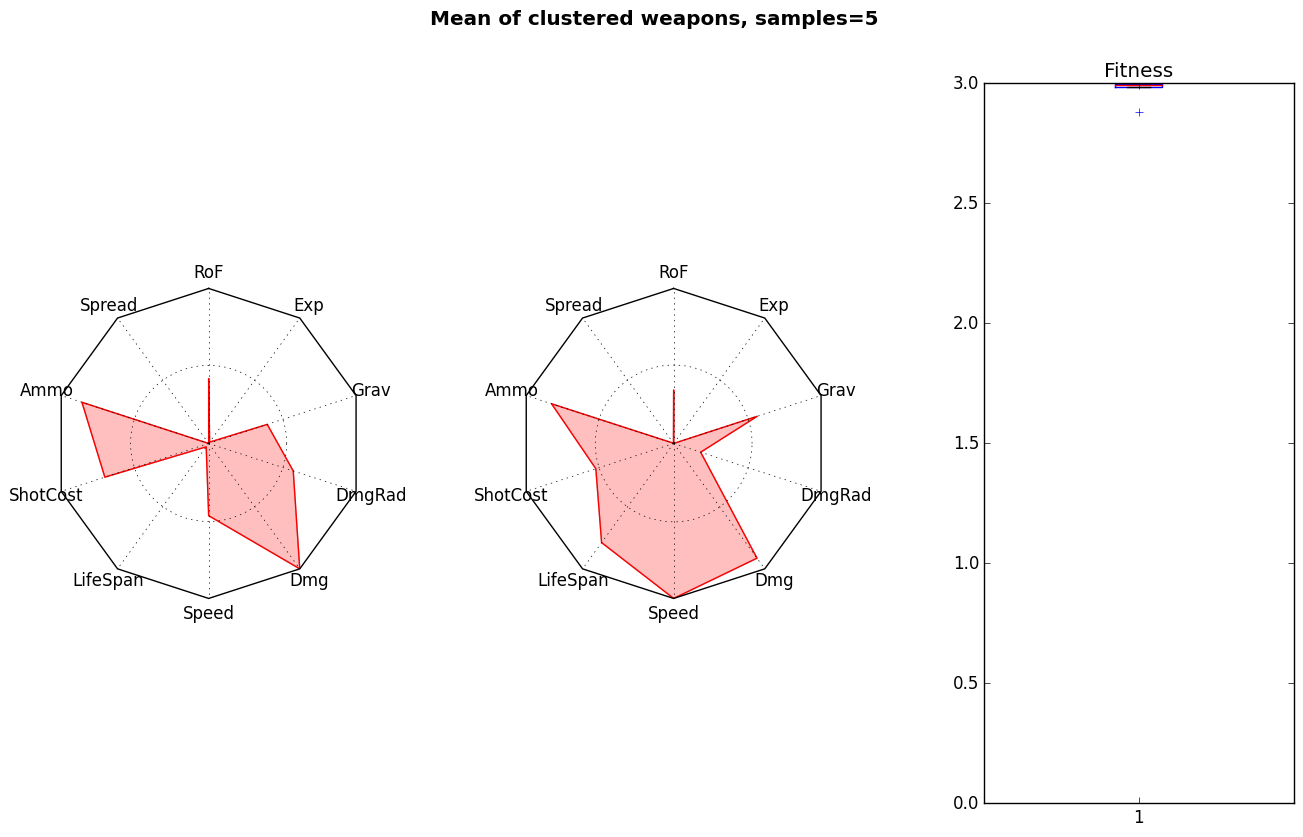 Mean of clustered weapons, samples=5
RoF
Spread
Exp
Ammo
Grav
ShotCost
DmgRad
LifeSpan
Dmg
Speed
RoF
Spread
Exp
Ammo
Grav
ShotCost
DmgRad
LifeSpan
Dmg
Speed
Fitness
3.0
2.5
2.0
1.5
1.0
0.5
0.0
1